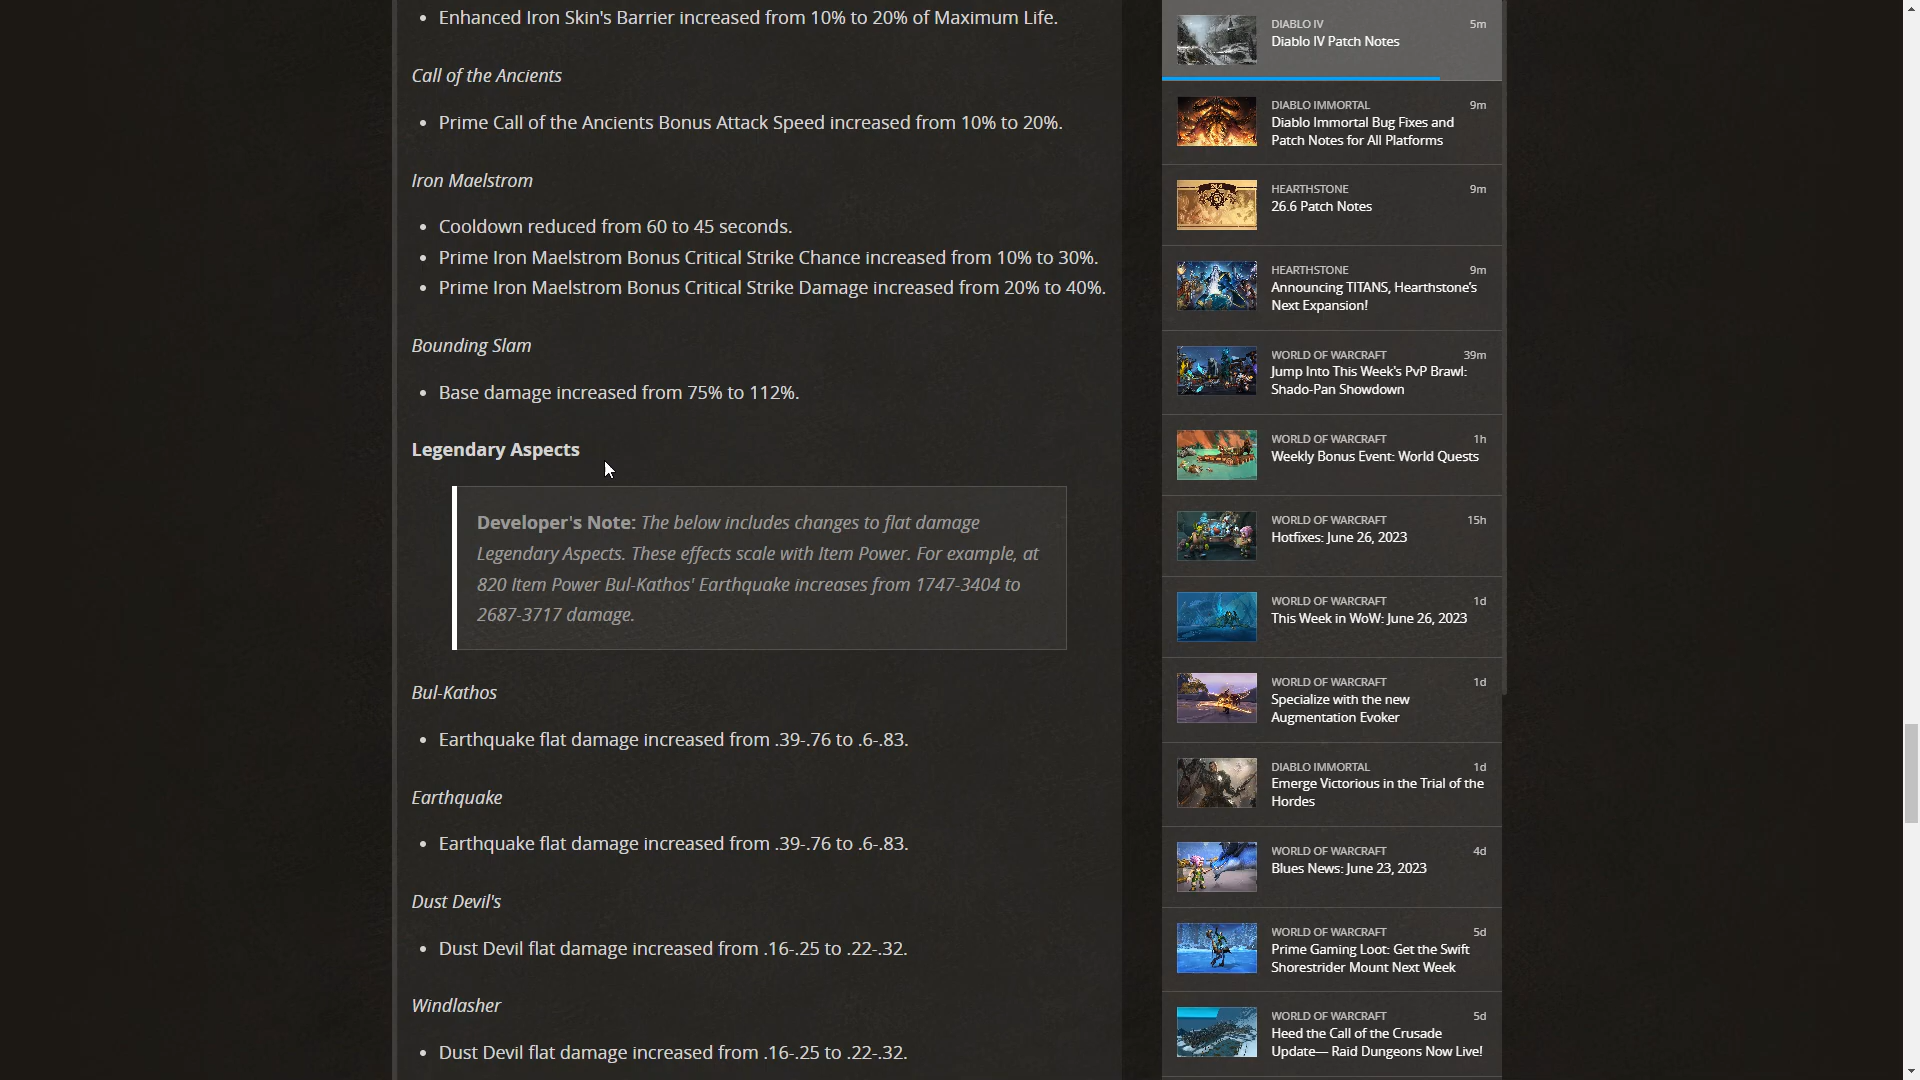 Enhanced Iron Skin's Barrier increased from 10% to 20% of Maximum Life.
Call of the Ancients
Prime Call of the Ancients Bonus Attack Speed increased from 10% to 20%.
Iron Maelstrom
Cooldown reduced from 60 to 45 seconds.
Prime Iron Maelstrom Bonus Critical Strike Chance increased from 10% to 30%.
Prime Iron Maelstrom Bonus Critical Strike Damage increased from 20% to 40%.
Bounding Slam
Base damage increased from 75% to 112%.
Legendary Aspects
Developer's Note: The below includes changes to flat damage
Legendary Aspects. These effects scale with Item Power. For example, at
820 Item Power Bul-Kathos' Earthquake increases from 1747-3404 to
2687-3717 damage.
Bul-Kathos
Earthquake flat damage increased from .39-.76 to .6-.83.
Earthquake
Earthquake flat damage increased from .39-.76 to .6-.83.
Dust Devil's
Dust Devil flat damage increased from .16-.25 to .22-.32.
Windlasher
Dust Devil flat damage increased from .16-.25 to .22-.32.
DIABLO IV 5m
Diablo IV Patch Notes
DIABLO IMMORTAL 9m
Diablo Immortal Bug Fixes and
Patch Notes for All Platforms
HEARTHSTONE 9m
26.6 Patch Notes
HEARTHSTONE 9m
Announcing TITANS, Hearthstone's
Next Expansion!
WORLD OF WARCRAFT 39m
Jump Into This Week's PvP Brawl:
Shado-Pan Showdown
WORLD OF WARCRAFT 1h
Weekly Bonus Event: World Quests
WORLD OF WARCRAFT 15h
Hotfixes: June 26, 2023
WORLD OF WARCRAFT 1d
This Week in WoW: June 26, 2023
WORLD OF WARCRAFT 1d
Specialize with the new
Augmentation Evoker
DIABLO IMMORTAL 1d
Emerge Victorious in the Trial of the
Hordes
WORLD OF WARCRAFT 4d
Blues News: June 23, 2023
WORLD OF WARCRAFT 5d
Prime Gaming Loot: Get the Swift
Shorestrider Mount Next Week
WORLD OF WARCRAFT 5d
Heed the Call of the Crusade
Update— Raid Dungeons Now Live!